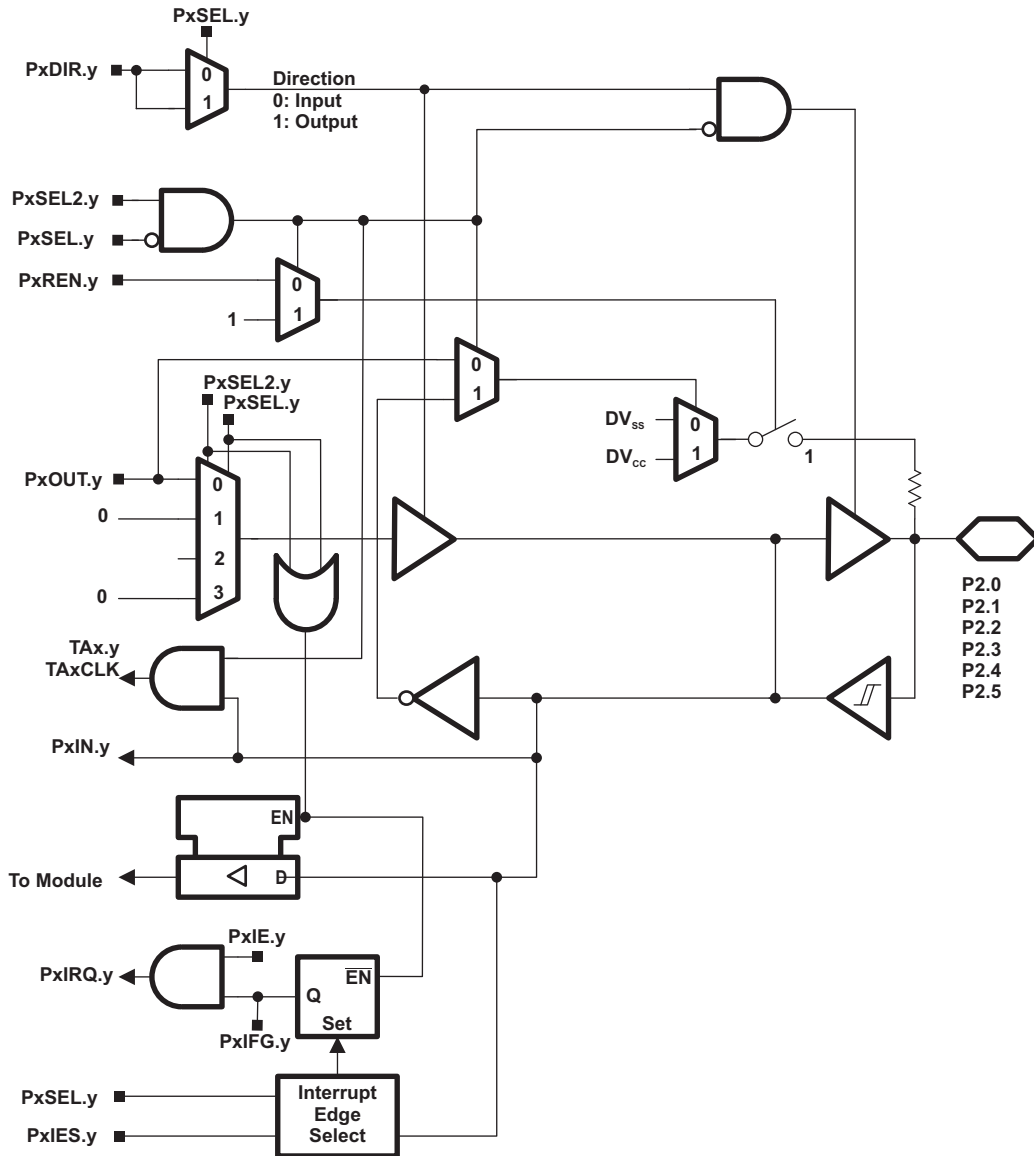 PxSEL.y
PxDIR.y
0
1
Direction
0: Input
1: Output
PxSEL2.y
PxSEL.y
PxREN.y
0
1
1
0
1
PxSEL2.y
PxSEL.y
DVSS
0
DVCC
1
1
PxOUT.y
0
0
1
2
0
3
P2.0
P2.1
P2.2
P2.3
P2.4
P2.5
TAx.y
TAxCLK
PxIN.y
EN
To Module
D
PxIE.y
PxIRQ.y
EN
Q
Set
PxIFG.y
PxSEL.y
PxIES.y
Interrupt
Edge
Select